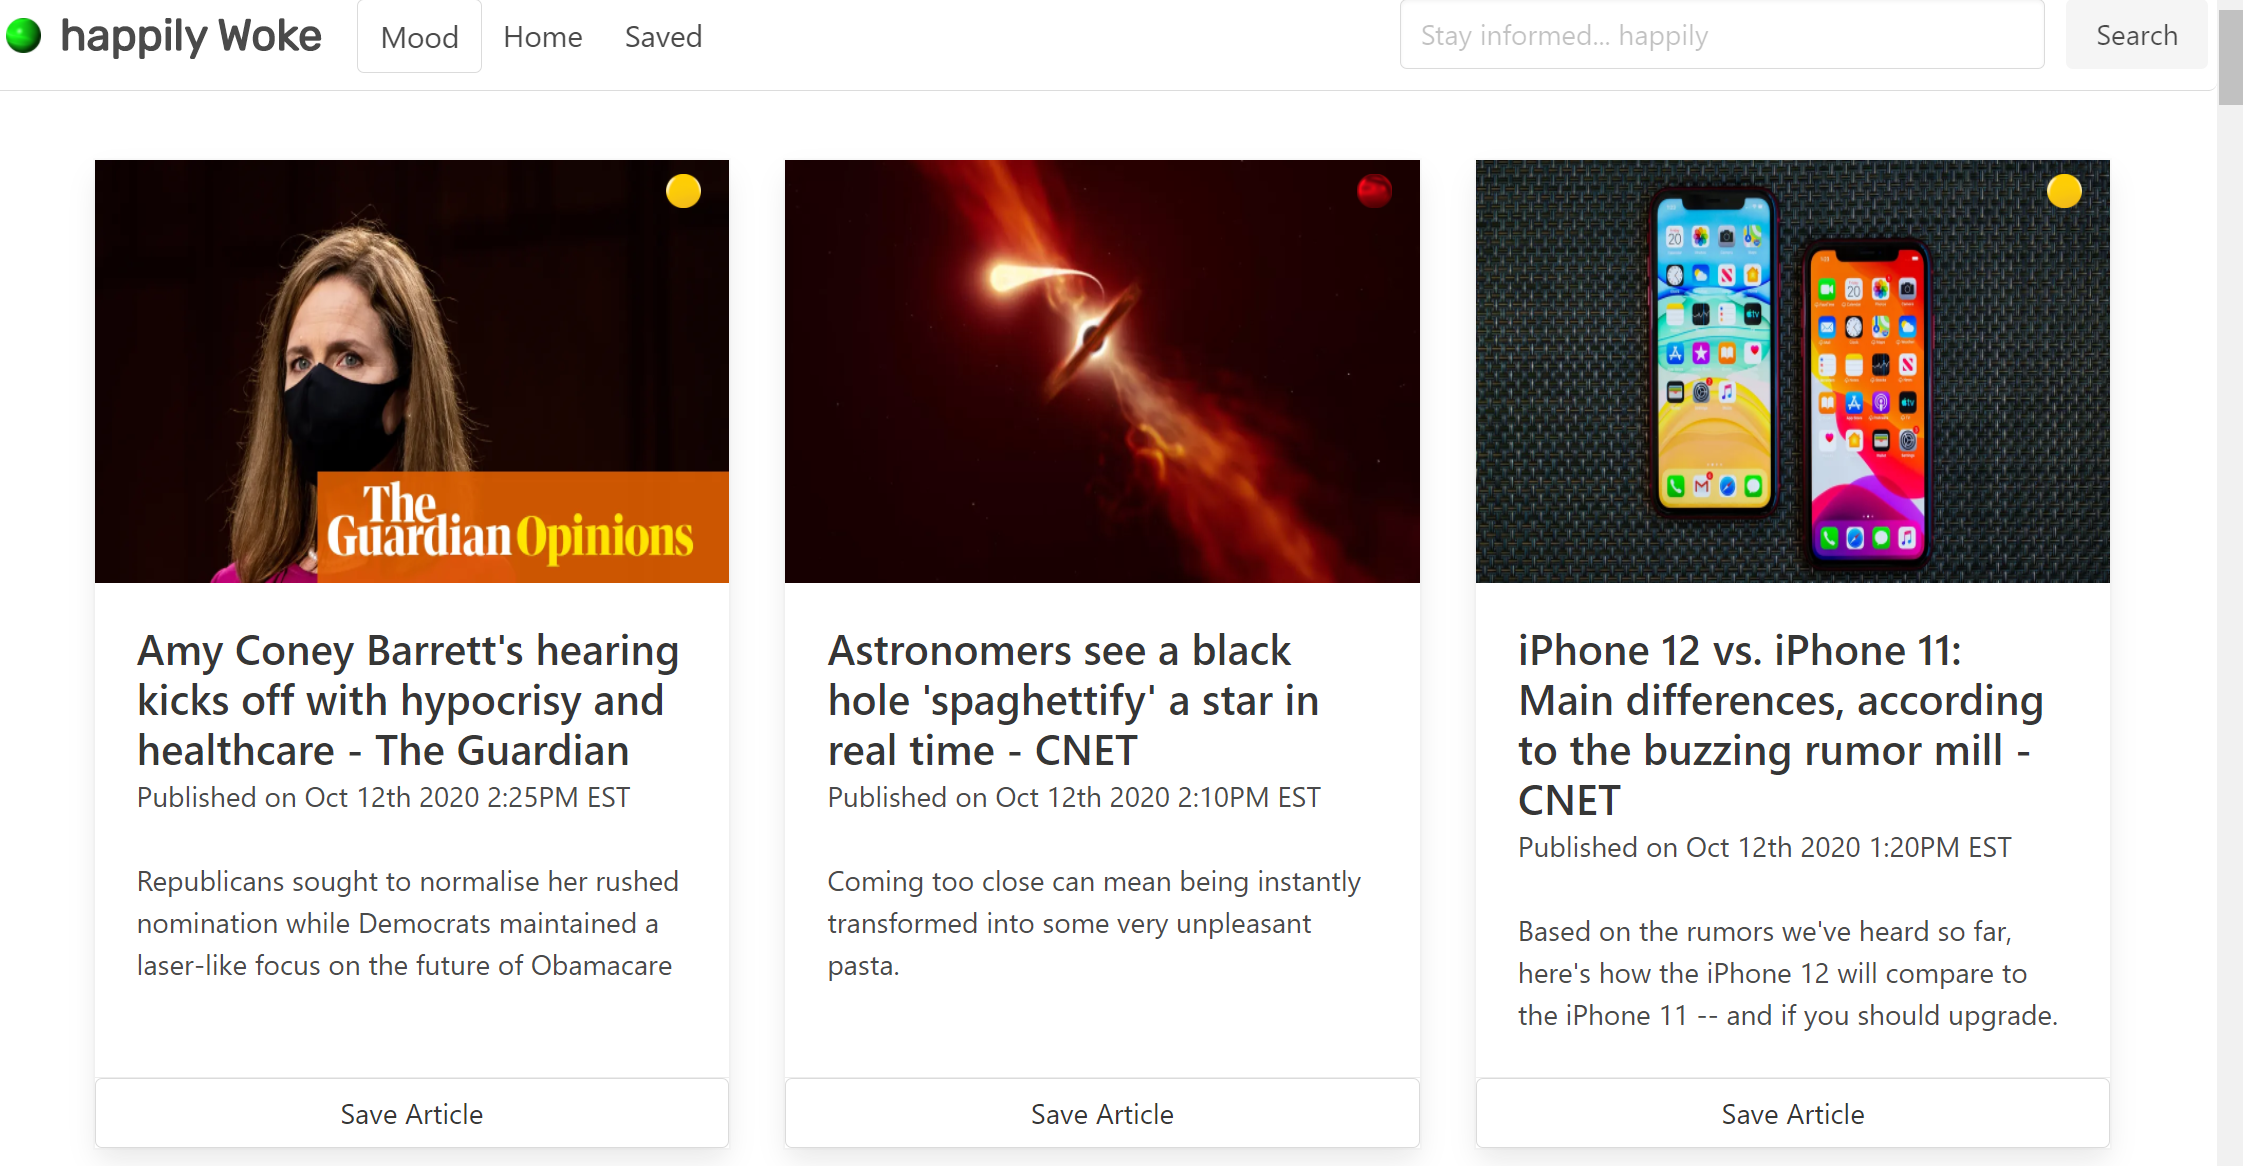 happily Woke
Mood
Home
Saved
Stay informed... happily
Search
The
Guardian Opinions
Amy Coney Barrett's hearing
kicks off with hypocrisy and
healthcare - The Guardian
Published on Oct 12th 2020 2:25PM EST
Republicans sought to normalise her rushed
nomination while Democrats maintained a
laser-like focus on the future of Obamacare
Save Article
Astronomers see a black
hole 'spaghettify' a star in
real time - CNET
Published on Oct 12th 2020 2:10PM EST
Coming too close can mean being instantly
transformed into some very unpleasant
pasta.
Save Article
iPhone 12 vs. iPhone 11:
Main differences, according
to the buzzing rumor mill -
CNET
Published on Oct 12th 2020 1:20PM EST
Based on the rumors we've heard so far,
here's how the iPhone 12 will compare to
the iPhone 11 -- and if you should upgrade.
Save Article